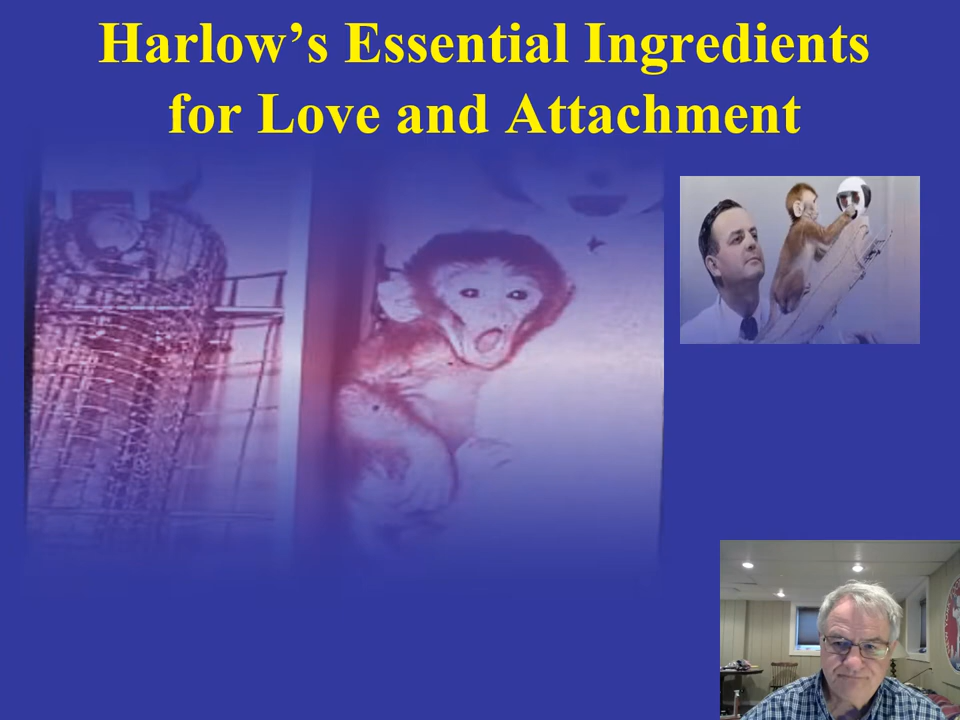 Harlow’s Essential Ingredients
for Love and Attachment